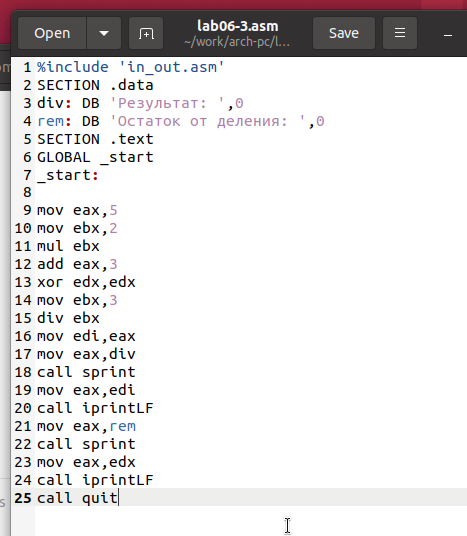 Open
lab06-3.asm
~/work/arch-pc/l...
Save
1 %include 'in_out.asm'
2 SECTION .data
3 div: DB 'Результат: ',0
4 rem: DB 'Остаток от деления: ',0
5 SECTION .text
6 GLOBAL _start
7 _start:
8
9 mov eax,5
10 mov ebx,2
11 mul ebx
12 add eax,3
13 xor edx,edx
14 mov ebx,3
15 div ebx
16 mov edi,eax
17 mov eax,div
18 call sprint
19 mov eax,edi
20 call iprintLF
21 mov eax,rem
22 call sprint
23 mov eax,edx
24 call iprintLF
25 call quit